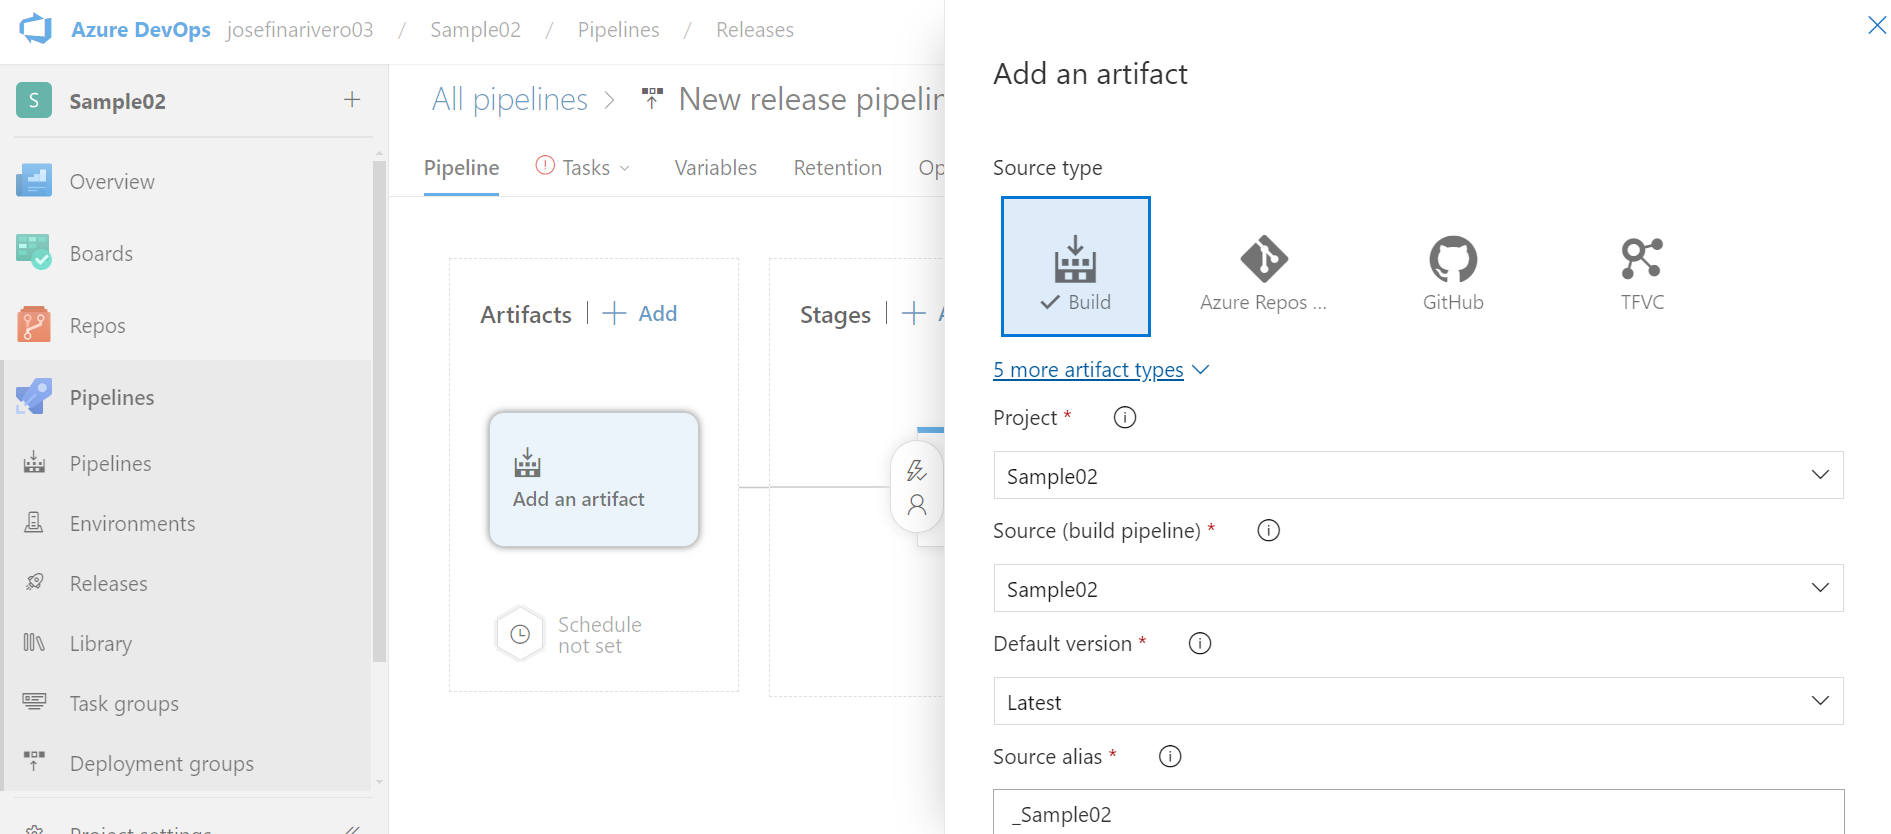 Azure DevOps josefinarivero03 / Sample02 / Pipelines / Releases
S Sample02
Overview
Boards
Repos
Pipelines
Pipelines
Environments
Releases
Library
Task groups
Deployment groups
Project settings
All pipelines > New release pipelin
Pipeline Tasks Variables Retention Op
Artifacts | + Add
Add an artifact
Schedule
not set
Stages | + A
Add an artifact
Source type
Build
Azure Repos ...
GitHub
TFVC
5 more artifact types
Project *
Sample02
Source (build pipeline) *
Sample02
Default version *
Latest
Source alias *
_Sample02